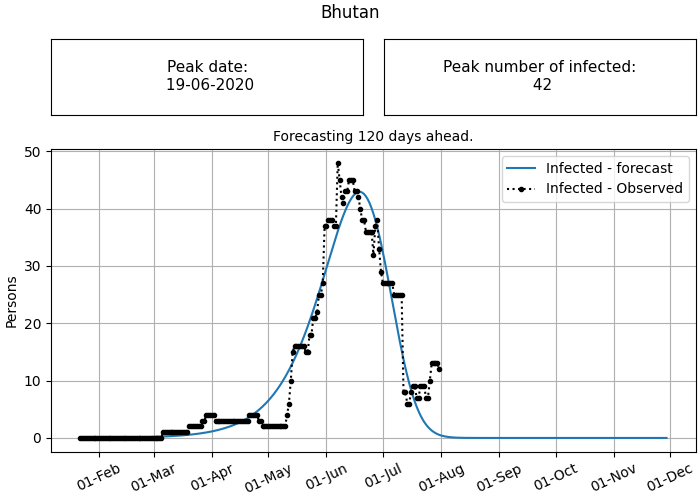 Bhutan
Peak date:
19-06-2020
Peak number of infected:
42
Forecasting 120 days ahead.
Infected - forecast
Infected - Observed
Persons
50
40
30
20
10
0
01-Feb
01-Mar
01-Apr
01-May
01-Jun
01-Jul
01-Aug
01-Sep
01-Oct
01-Nov
01-Dec